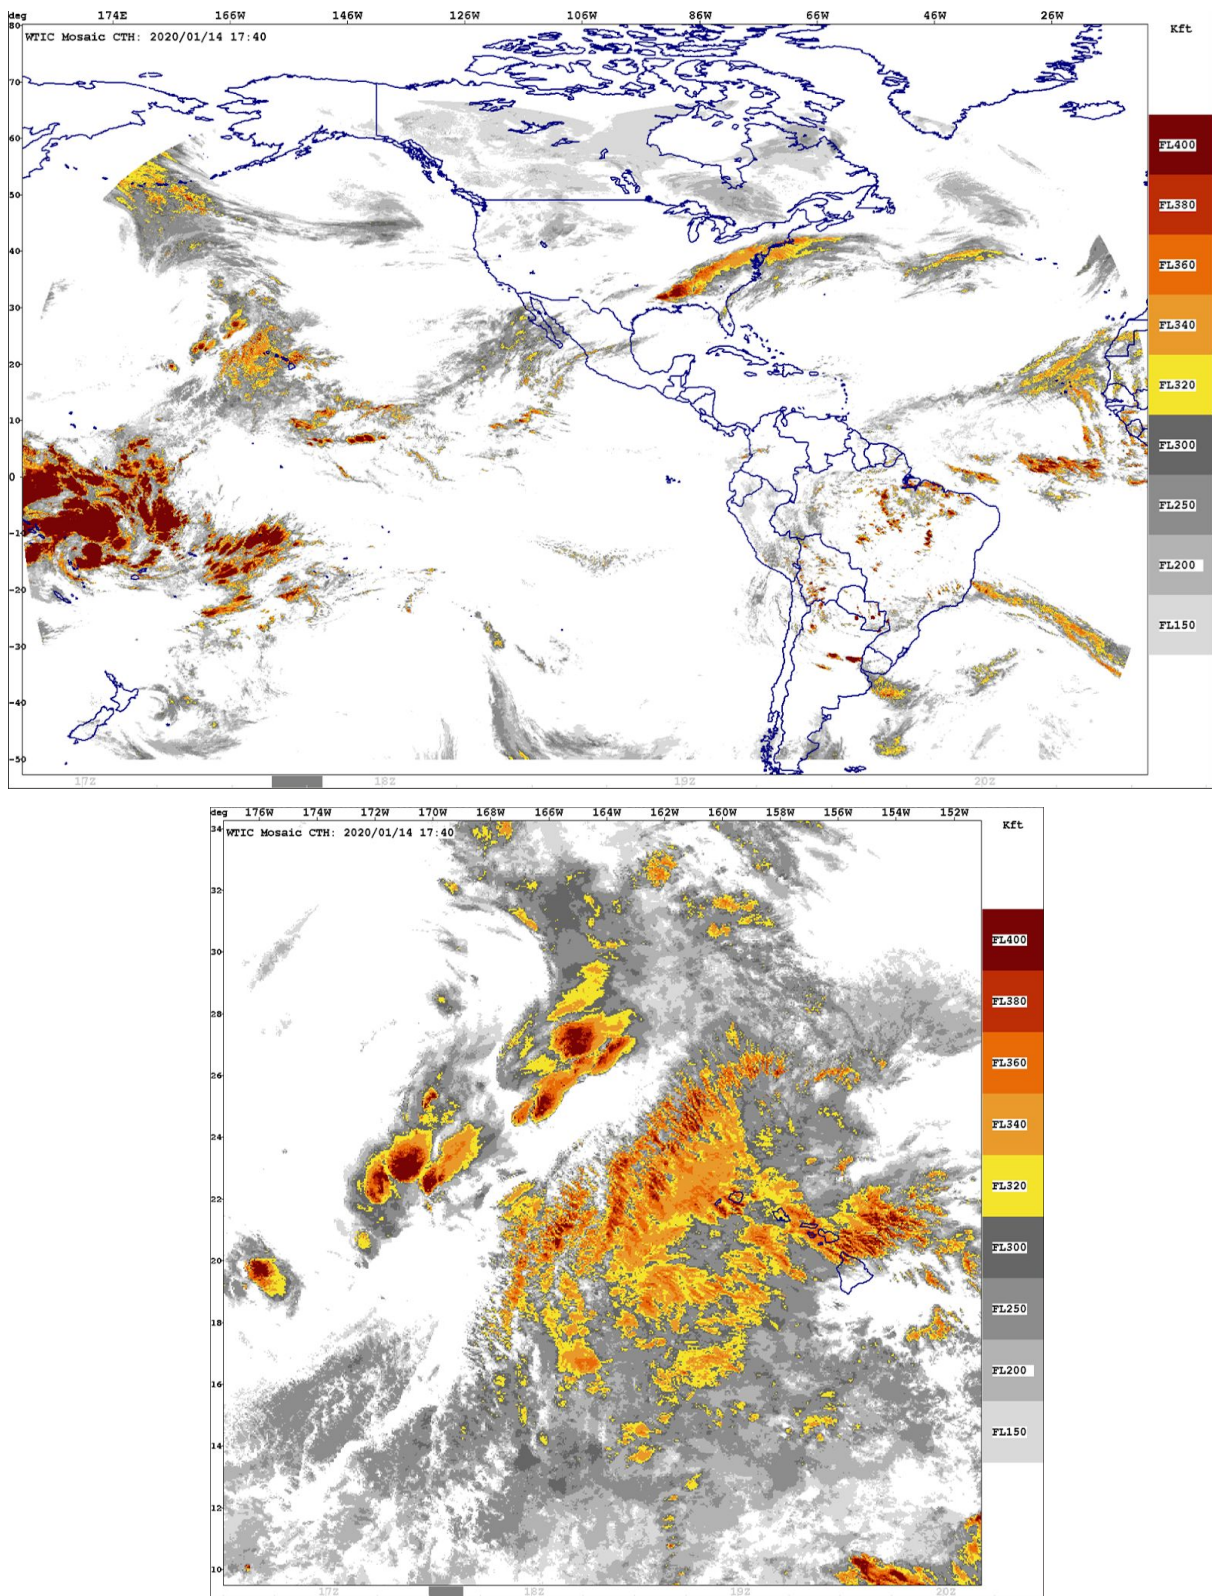 deg 174E 166W 146W 126W 106W 86W 66W 46W 26W
80
WTIC Mosaic CTH: 2020/01/14 17:40
Kft
70
60
50
40
30
20
10
0
-10
-20
-30
-40
-50
FL400
FL380
FL360
FL340
FL320
FL300
FL250
FL200
FL150
17Z 18Z 19Z 20Z
deg 176W 174W 172W 170W 168W 166W 164W 162W 160W 158W 156W 154W 152W
34
WTIC Mosaic CTH: 2020/01/14 17:40
Kft
32
30
28
26
24
22
20
18
16
14
12
10
FL400
FL380
FL360
FL340
FL320
FL300
FL250
FL200
FL150
17Z 18Z 19Z 20Z